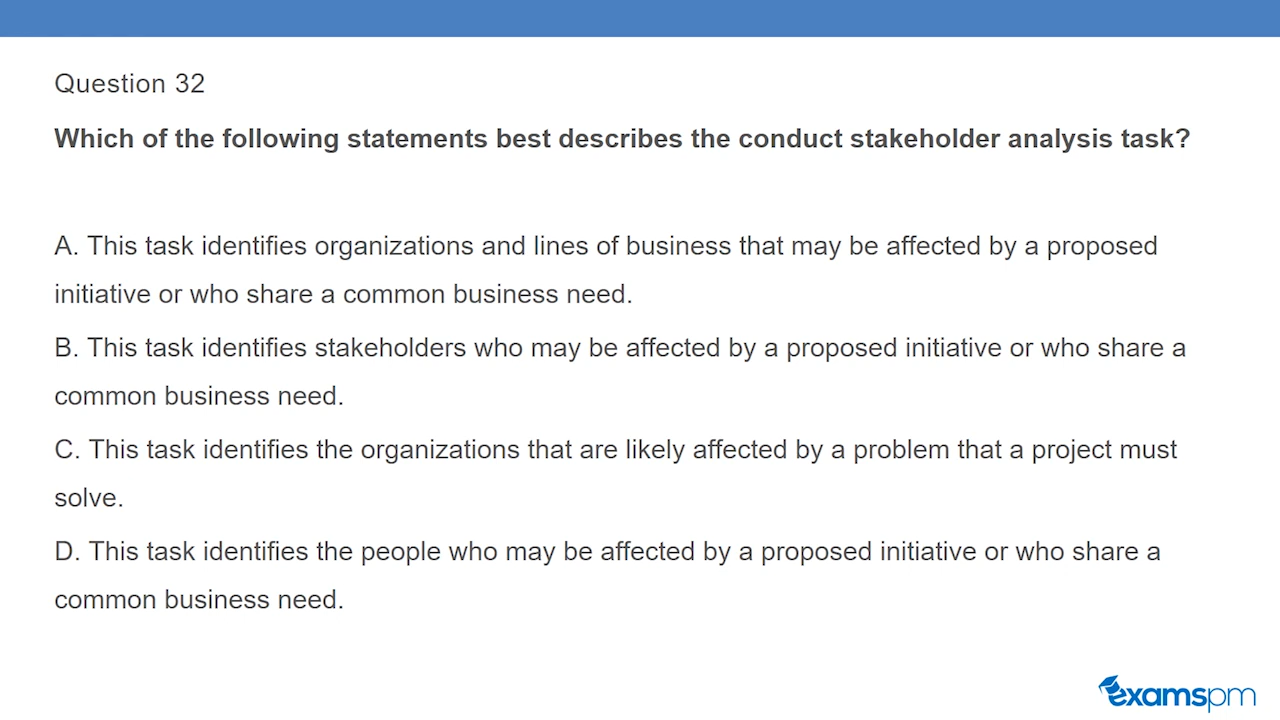 Question 32
Which of the following statements best describes the conduct stakeholder analysis task?
A. This task identifies organizations and lines of business that may be affected by a proposed
initiative or who share a common business need.
B. This task identifies stakeholders who may be affected by a proposed initiative or who share a
common business need.
C. This task identifies the organizations that are likely affected by a problem that a project must
solve.
D. This task identifies the people who may be affected by a proposed initiative or who share a
common business need.
examspm